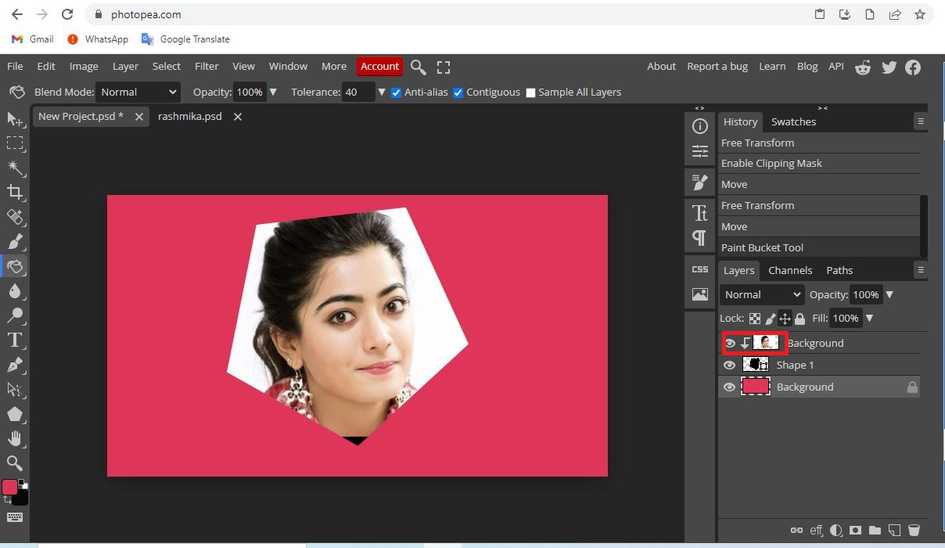 photopea.com
Gmail WhatsApp Google Translate
File Edit Image Layer Select Filter View Window More Account About Report a bug Learn Blog API
Blend Mode: Normal Opacity: 100% Tolerance: 40 Anti-alias Contiguous Sample All Layers
New Project.psd * rashmika.psd
History Swatches
Free Transform
Enable Clipping Mask
Move
Free Transform
Move
Paint Bucket Tool
CSS
Layers Channels Paths
Normal Opacity: 100%
Lock: Fill: 100%
Background
Shape 1
Background
eff